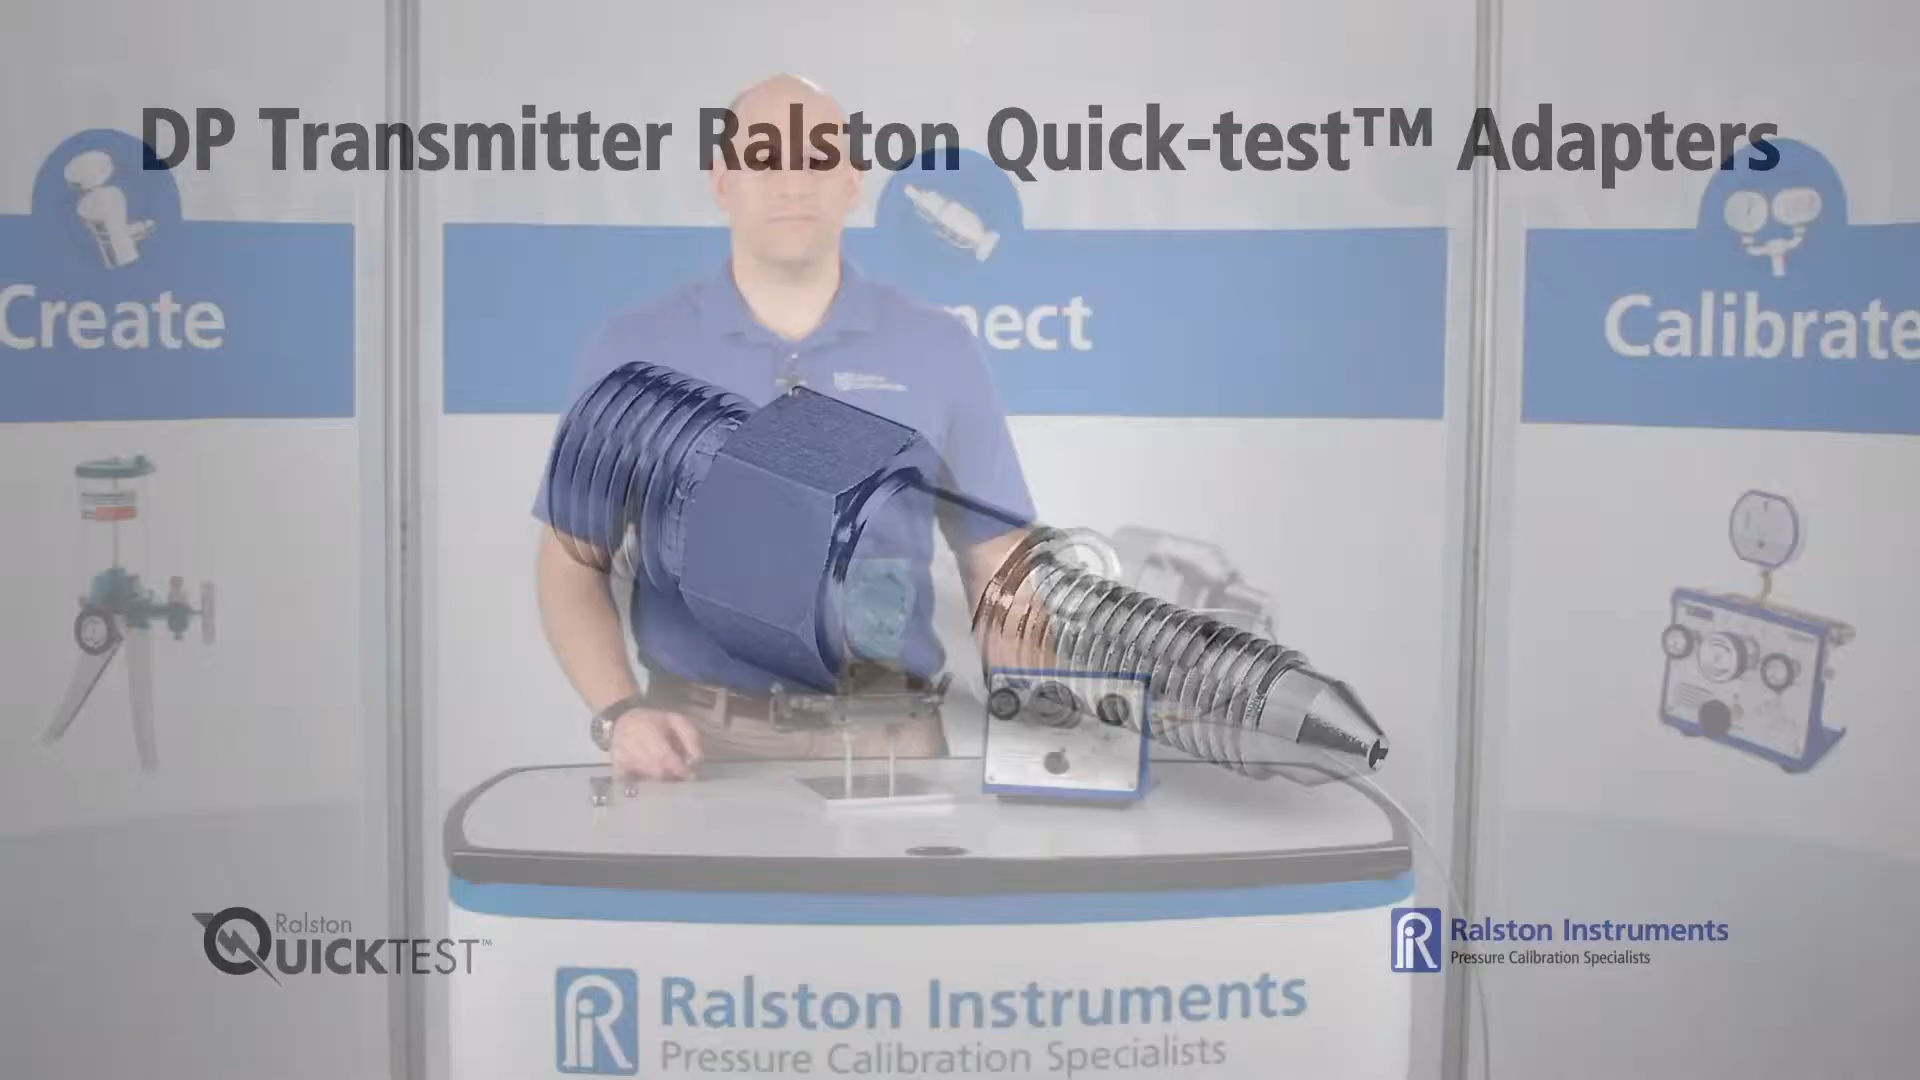 DP Transmitter Ralston Quick-test™ Adapters
Create
nect
Calibrate
Ralston
QUICKTEST™
Ralston Instruments
Pressure Calibration Specialists
Ralston Instruments
Pressure Calibration Specialists